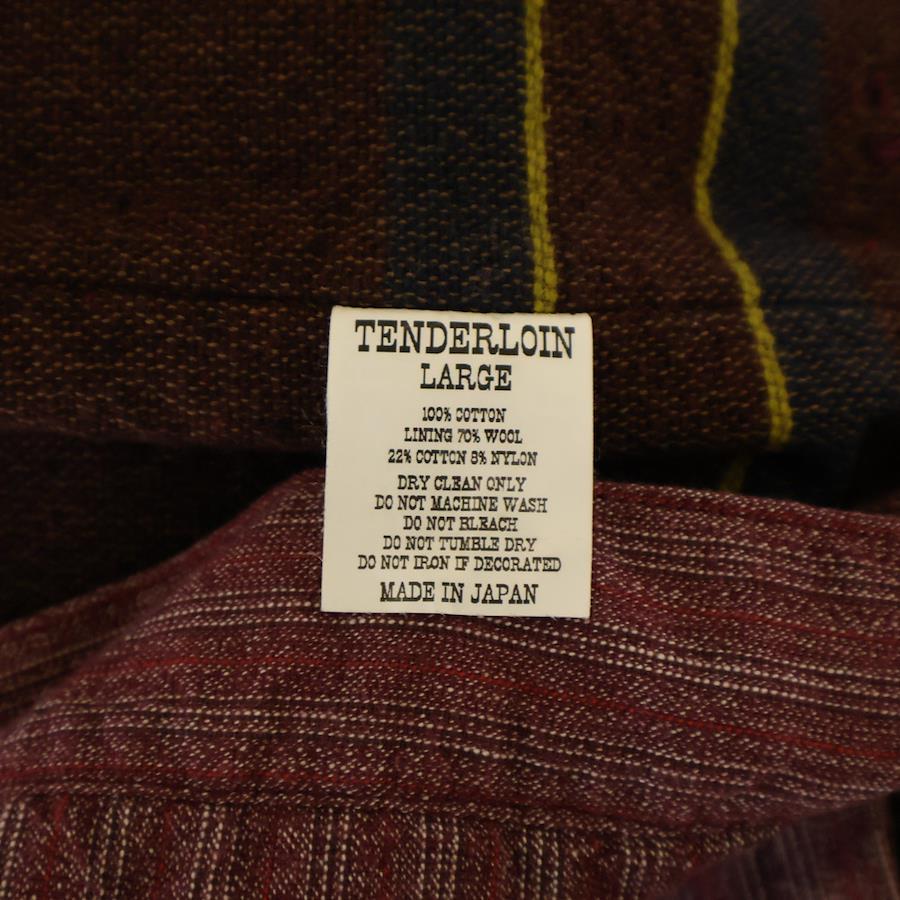 TENDERLOIN
LARGE
100% COTTON
LINING 70% WOOL
22% COTTON 8% NYLON
DRY CLEAN ONLY
DO NOT MACHINE WASH
DO NOT BLEACH
DO NOT TUMBLE DRY
DO NOT IRON IF DECORATED
MADE IN JAPAN